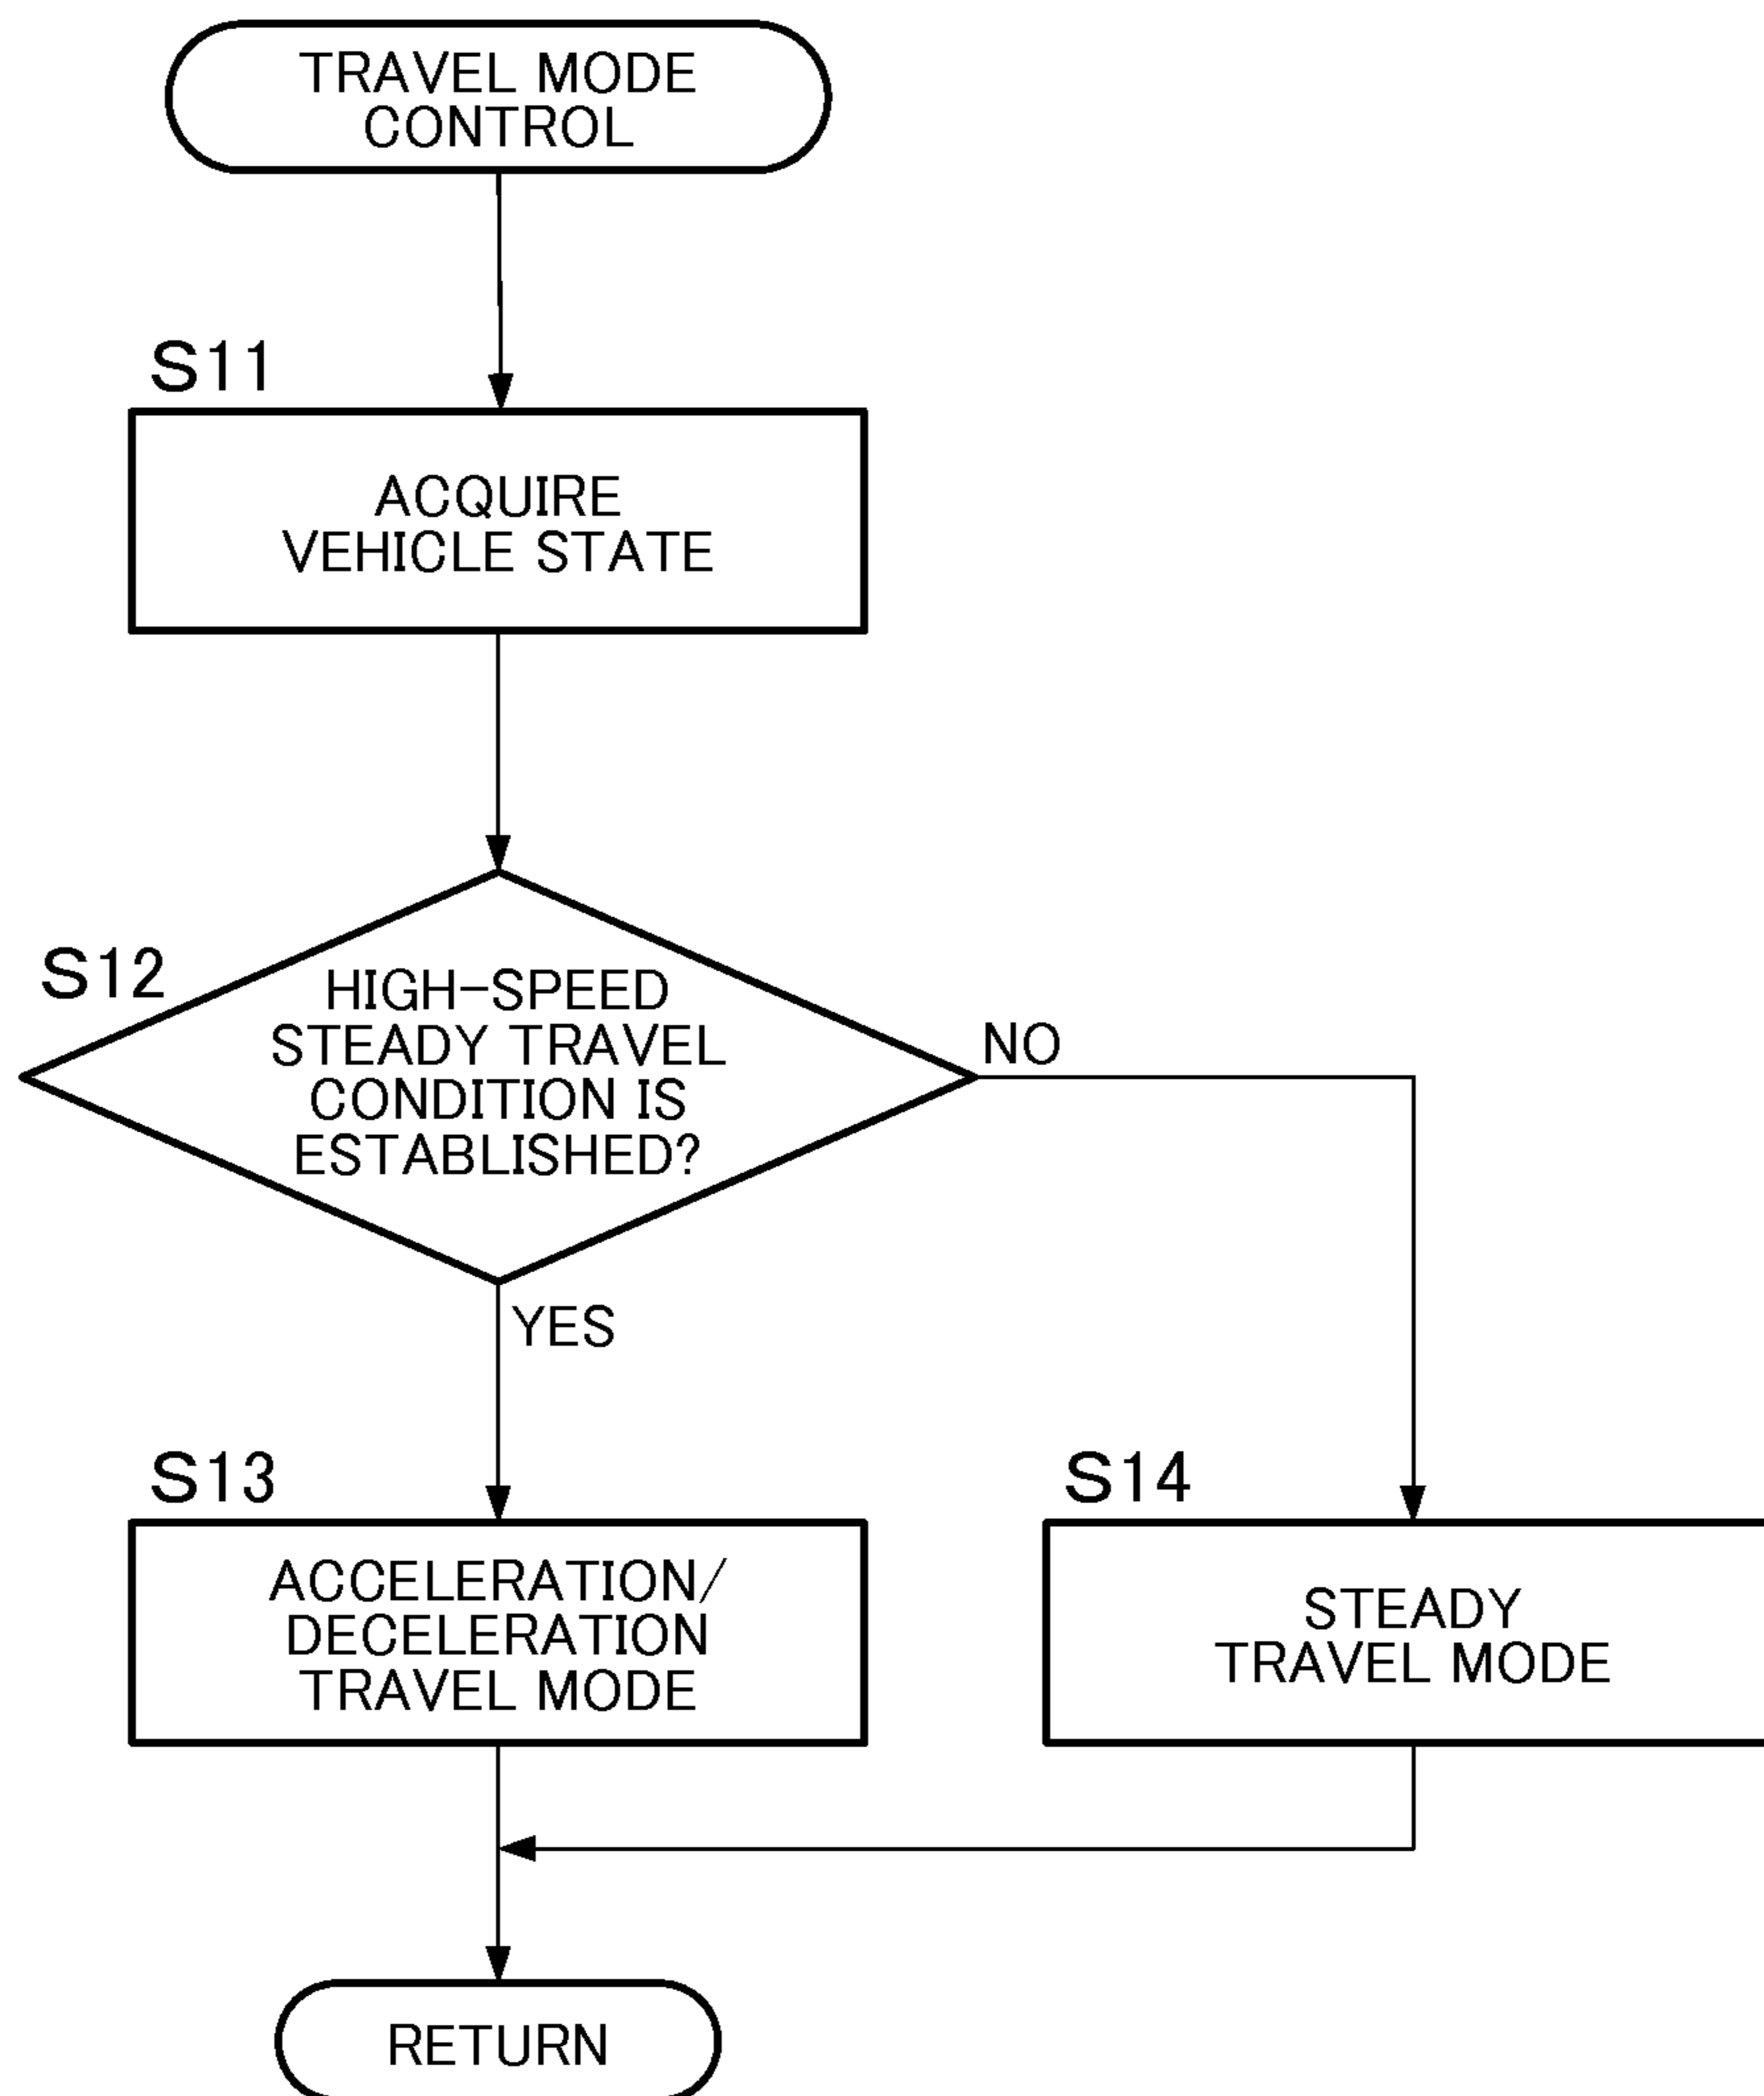 TRAVEL MODE
CONTROL
S11
ACQUIRE
VEHICLE STATE
S12
HIGH-SPEED
STEADY TRAVEL
CONDITION IS
ESTABLISHED?
NO
YES
S13
ACCELERATION/
DECELERATION
TRAVEL MODE
S14
STEADY
TRAVEL MODE
RETURN